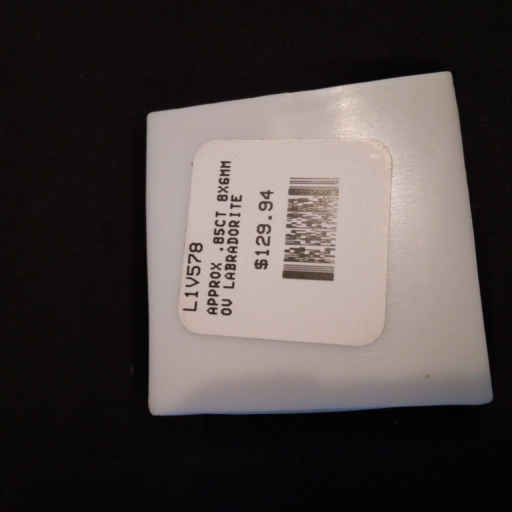 L1V578
APPROX .85CT 8X6MM
OV LABRADORITE
$129.94